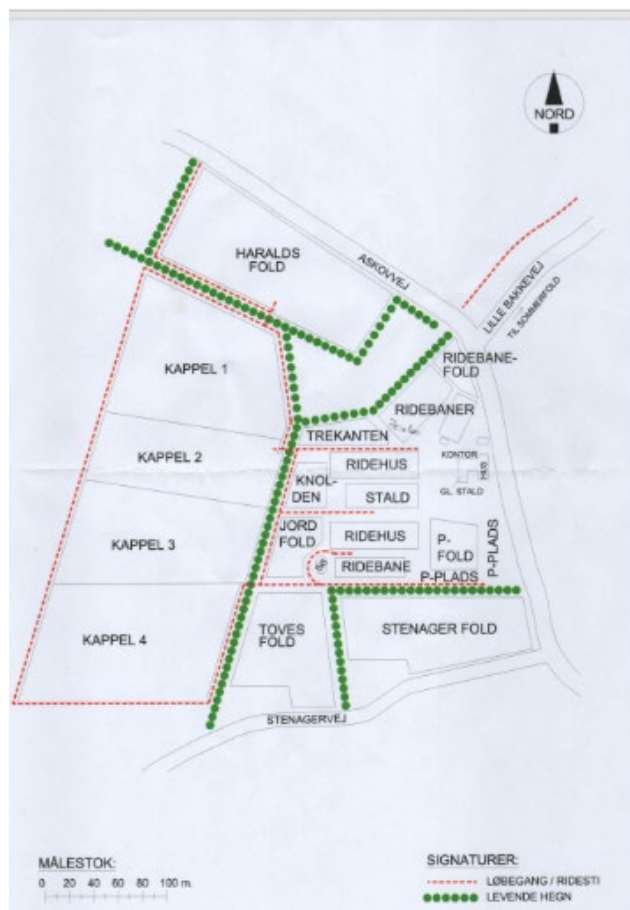 NORD
HARALDS
FOLD
ASKOVVEJ
LILLE BAKKEVEJ
TIL SOMMERFOLD
KAPPEL 1
RIDEBANE-
FOLD
RIDEBANER
TREKANTEN
KONTOR
HUS
KAPPEL 2
RIDEHUS
KNOL-
DEN
STALD
GL. STALD
JORD
FOLD
RIDEHUS
P-
FOLD
P-PLADS
KAPPEL 3
RIDEBANE
P-PLADS
KAPPEL 4
TOVES
FOLD
STENAGER FOLD
STENAGERVEJ
MÅLESTOK:
0 20 40 60 80 100 m.
SIGNATURER:
LØBEGANG / RIDESTI
LEVENDE HEGN